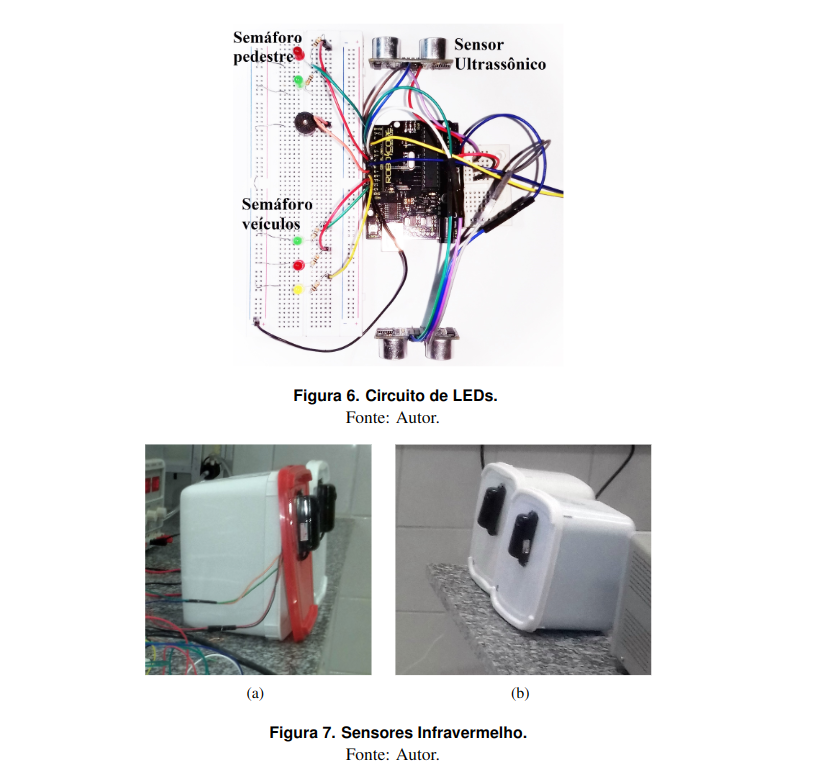 Semáforo
pedestre
Sensor
Ultrassônico
ROBOCORE
Semáforo
veículos
Figura 6. Circuito de LEDs.
Fonte: Autor.
(a)
(b)
Figura 7. Sensores Infravermelho.
Fonte: Autor.